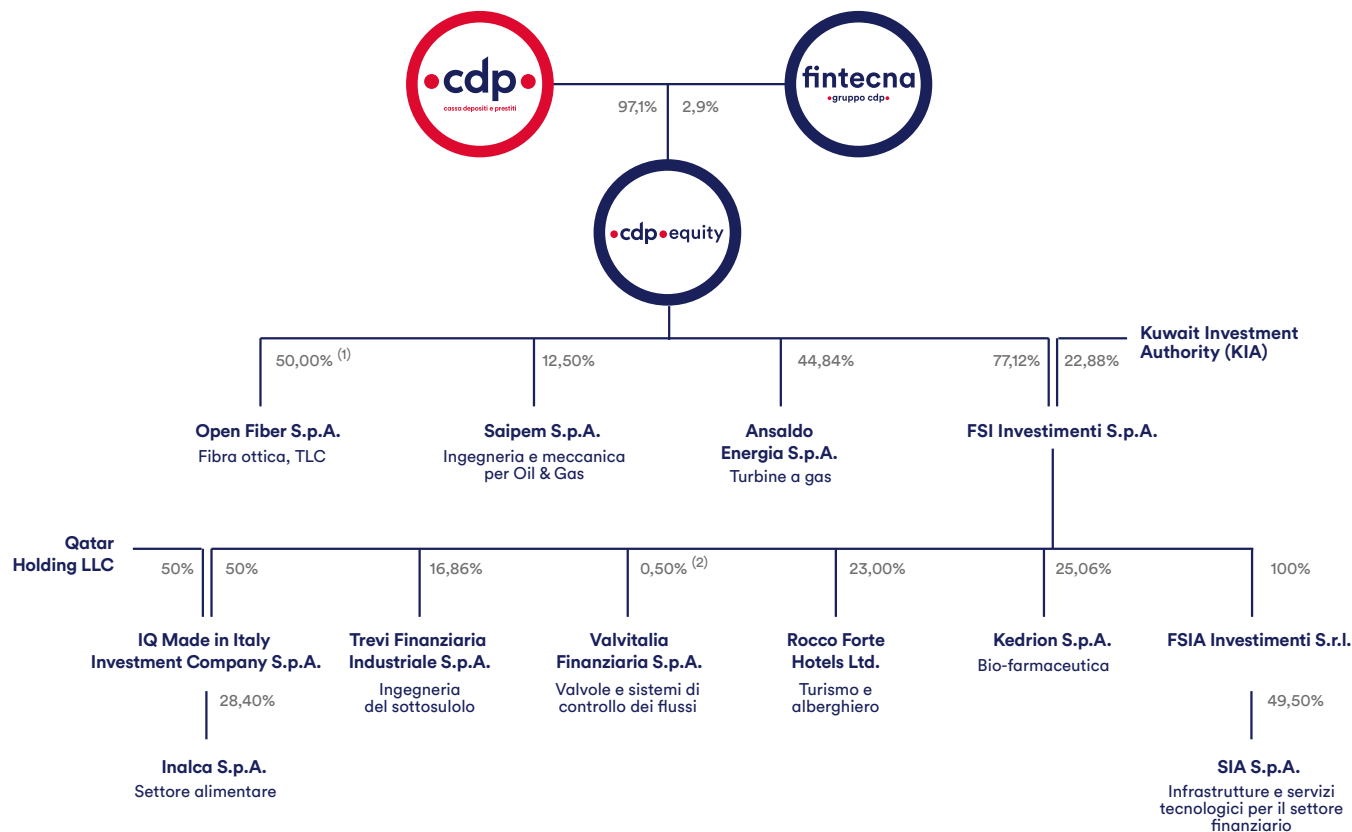 •cdp•
cassa depositi e prestiti
fintecna
•gruppo cdp•
97,1%
2,9%
•cdp•equity
Kuwait Investment
Authority (KIA)
50,00% (1)
12,50%
44,84%
77,12%
22,88%
Open Fiber S.p.A.
Fibra ottica, TLC
Saipem S.p.A.
Ingegneria e meccanica
per Oil & Gas
Ansaldo
Energia S.p.A.
Turbine a gas
FSI Investimenti S.p.A.
Qatar
Holding LLC
50%
50%
16,86%
0,50% (2)
23,00%
25,06%
100%
IQ Made in Italy
Investment Company S.p.A.
Trevi Finanziaria
Industriale S.p.A.
Ingegneria
del sottosulolo
Valvitalia
Finanziaria S.p.A.
Valvole e sistemi di
controllo dei flussi
Rocco Forte
Hotels Ltd.
Turismo e
alberghiero
Kedrion S.p.A.
Bio-farmaceutica
FSIA Investimenti S.r.l.
28,40%
49,50%
Inalca S.p.A.
Settore alimentare
SIA S.p.A.
Infrastrutture e servizi
tecnologici per il settore
finanziario